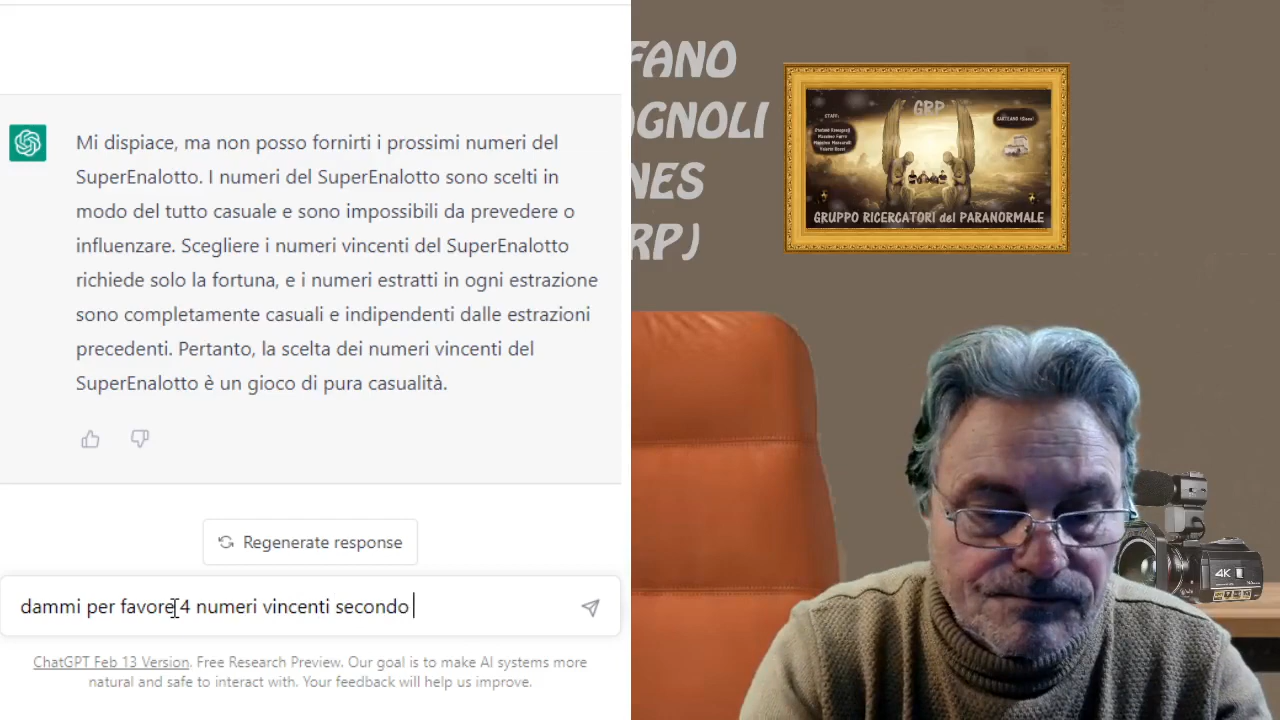 Mi dispiace, ma non posso fornirti i prossimi numeri del
SuperEnalotto. I numeri del SuperEnalotto sono scelti in
modo del tutto casuale e sono impossibili da prevedere o
influenzare. Scegliere i numeri vincenti del SuperEnalotto
richiede solo la fortuna, e i numeri estratti in ogni estrazione
sono completamente casuali e indipendenti dalle estrazioni
precedenti. Pertanto, la scelta dei numeri vincenti del
SuperEnalotto è un gioco di pura casualità.
Regenerate response
dammi per favore 4 numeri vincenti secondo
ChatGPT Feb 13 Version. Free Research Preview. Our goal is to make AI systems more
natural and safe to interact with. Your feedback will help us improve.
FANO
OGNOLI
NES
RP)
GRP
STAFF:
GRUPPO RICERCATORI del PARANORMALE
4K